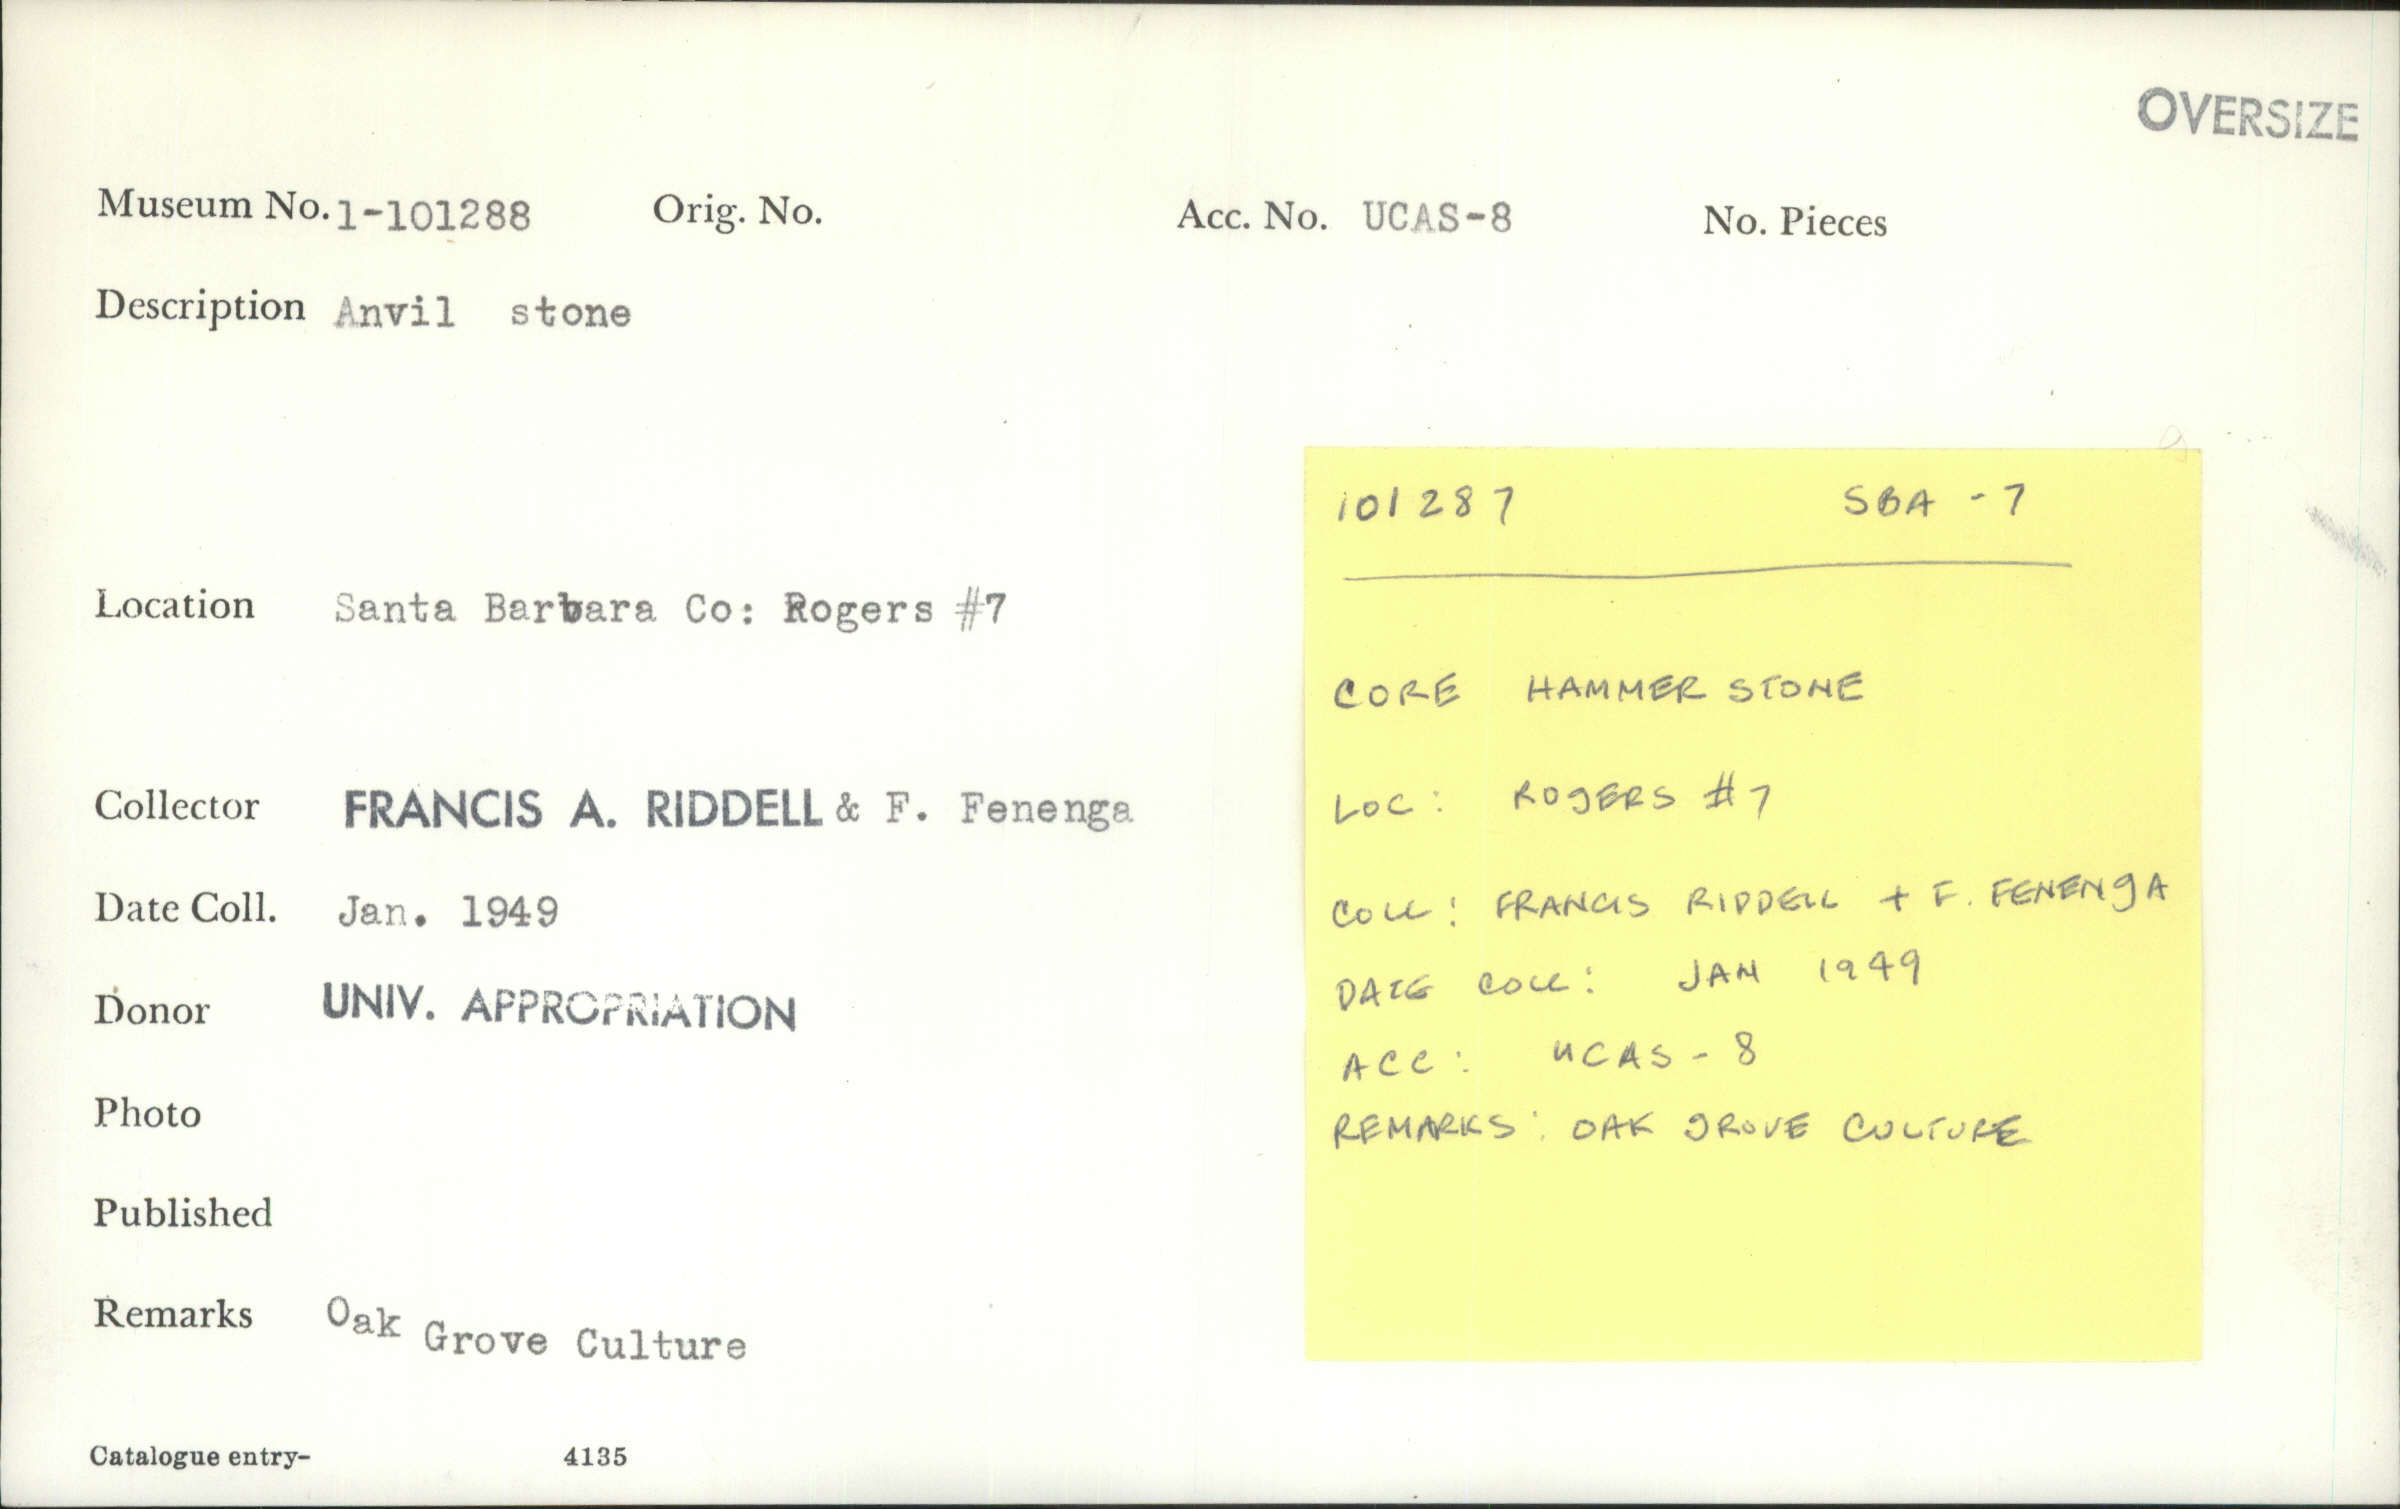 OVERSIZE
Museum No. 1-101288 Orig. No. Acc. No. UCAS-8 No. Pieces
Description Anvil stone
Location Santa Barbara Co: Rogers #7
Collector FRANCIS A. RIDDELL & F. Fenenga
Date Coll. Jan. 1949
Donor UNIV. APPROPRIATION
Photo
Published
Remarks Oak Grove Culture
Catalogue entry- 4135
101287 SBA - 7
CORE HAMMER STONE
LOC: ROGERS #7
COLL: FRANCIS RIDDELL + F. FENENGA
DATE COLL: JAN 1949
ACC: UCAS - 8
REMARKS: OAK GROVE CULTURE